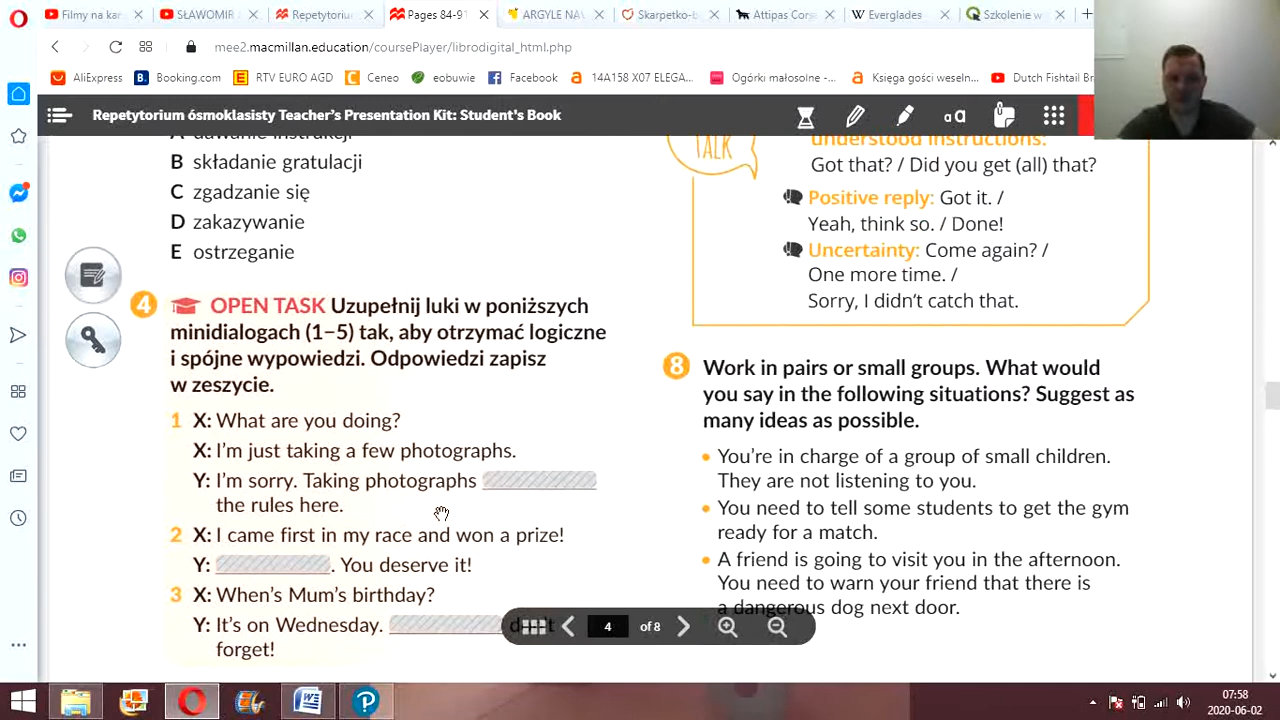 Filmy na kar
SŁAWOMIR
Repetytoriu
Pages 84-91
ARGYLE NA
Skarpetko-b
Attipas Cors
Everglades
Szkolenie w
mee2.macmillan.education/coursePlayer/librodigital_html.php
AliExpress
Booking.com
RTV EURO AGD
Ceneo
eobuwie
Facebook
14A158 X07 ELEGA...
Ogórki małosolne -...
Księga gości weseln...
Dutch Fishtail Br
Repetytorium ósmoklasisty Teacher's Presentation Kit: Student's Book
A dawanie instrukcji
B składanie gratulacji
C zgadzanie się
D zakazywanie
E ostrzeganie
4 OPEN TASK Uzupełnij luki w poniższych
minidialogach (1–5) tak, aby otrzymać logiczne
i spójne wypowiedzi. Odpowiedzi zapisz
w zeszycie.
1 X: What are you doing?
X: I'm just taking a few photographs.
Y: I'm sorry. Taking photographs
the rules here.
2 X: I came first in my race and won a prize!
Y: . You deserve it!
3 X: When's Mum's birthday?
Y: It's on Wednesday. don't
forget!
TALK
understood instructions:
Got that? / Did you get (all) that?
Positive reply: Got it. /
Yeah, think so. / Done!
Uncertainty: Come again? /
One more time. /
Sorry, I didn't catch that.
8 Work in pairs or small groups. What would
you say in the following situations? Suggest as
many ideas as possible.
• You're in charge of a group of small children.
They are not listening to you.
• You need to tell some students to get the gym
ready for a match.
• A friend is going to visit you in the afternoon.
You need to warn your friend that there is
a dangerous dog next door.
4 of 8
07:58
2020-06-02